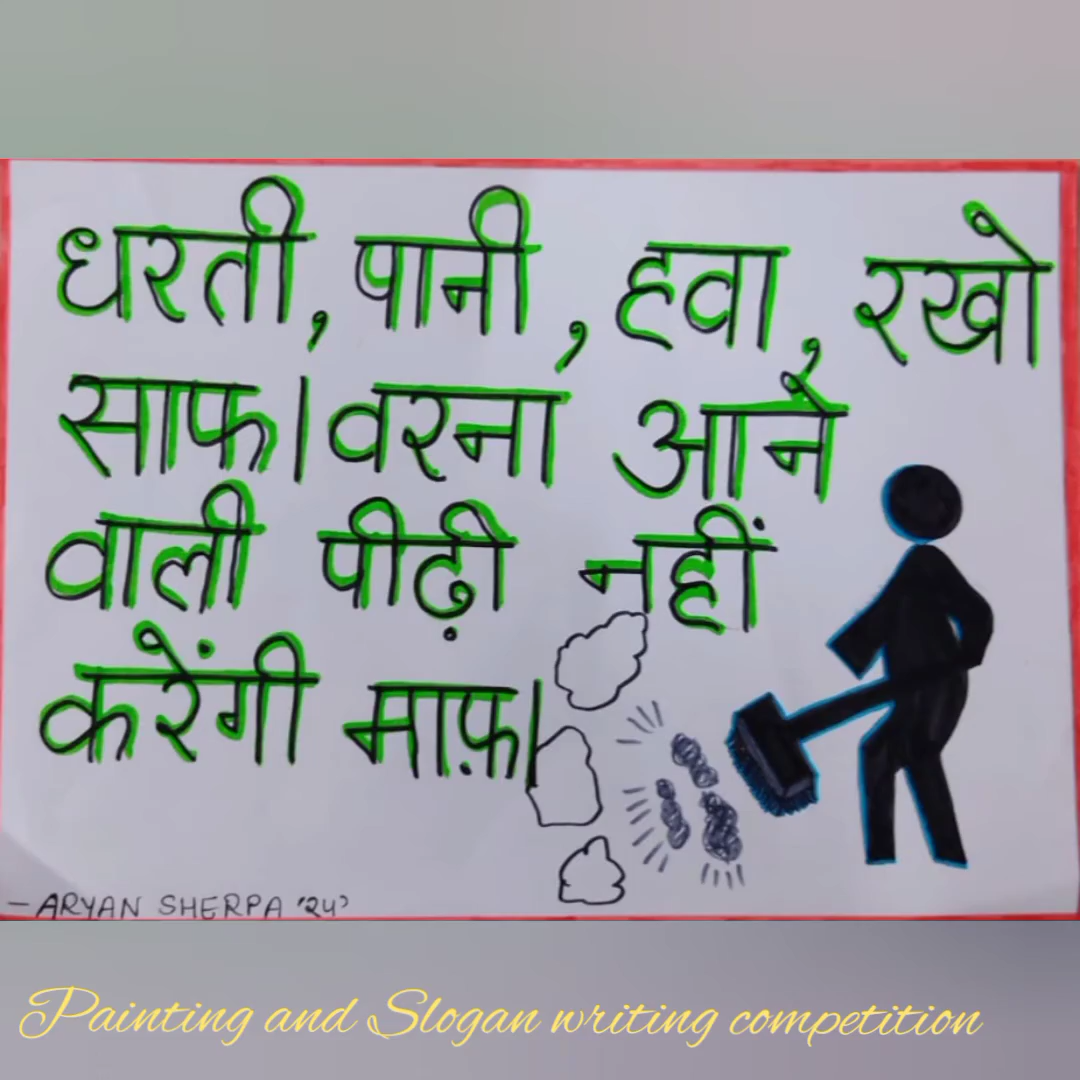 धरती, पानी, हवा, रखो
साफ। वरना आने
वाली पीढ़ी नहीं
करेंगी माफ़।
- ARYAN SHERPA '24'
Painting and Slogan writing competition